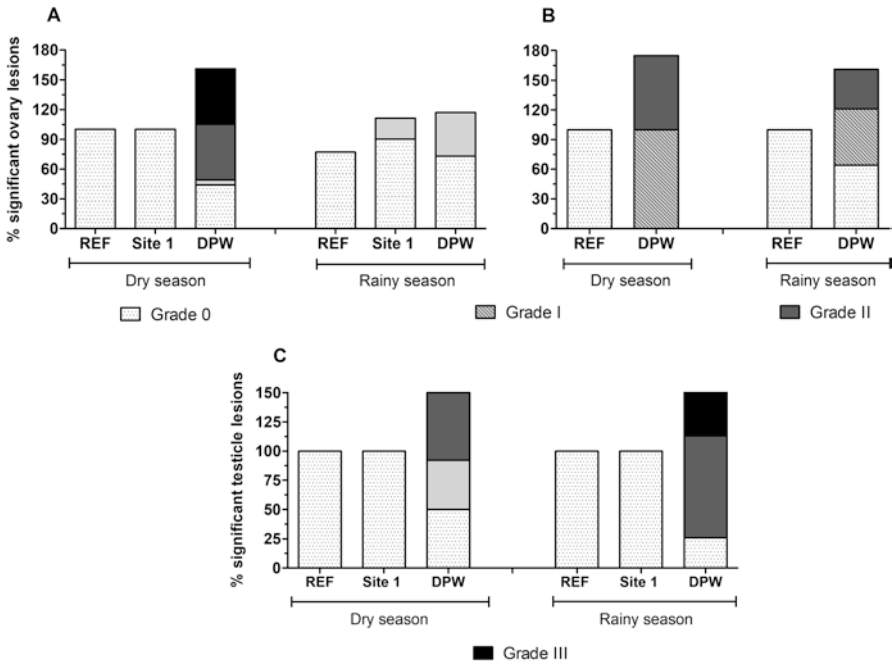 A
B
% significant ovary lesions
180
150
120
90
60
30
0
REF Site 1 DPW REF Site 1 DPW
Dry season Rainy season
180
150
120
90
60
30
0
REF DPW REF DPW
Dry season Rainy season
Grade 0 Grade I Grade II
C
% significant testicle lesions
150
125
100
75
50
25
0
REF Site 1 DPW REF Site 1 DPW
Dry season Rainy season
Grade III